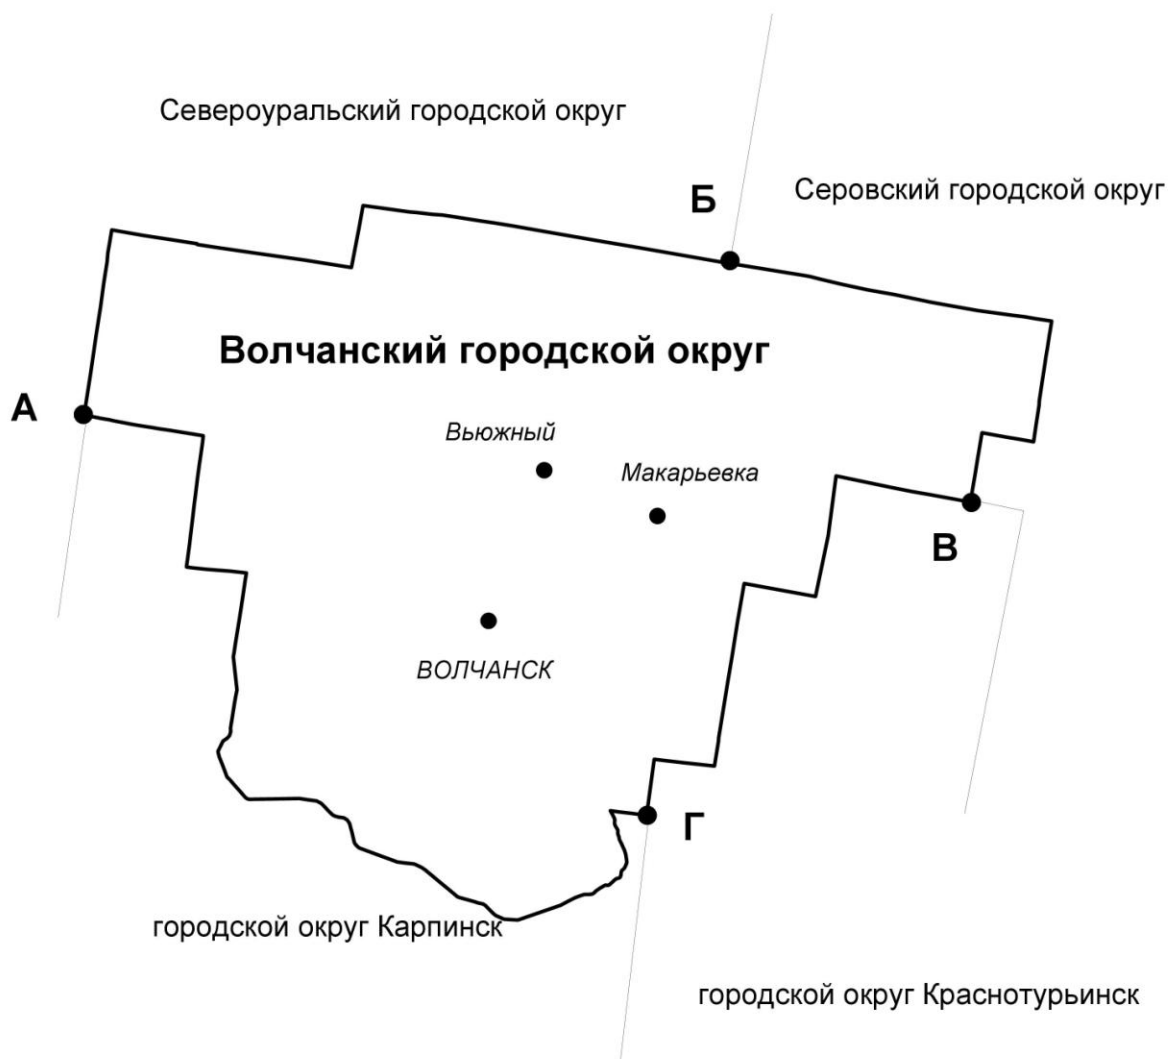 Североуральский городской округ
Серовский городской округ
Б
Волчанский городской округ
А
Вьюжный
Макарьевка
В
ВОЛЧАНСК
Г
городской округ Карпинск
городской округ Краснотурьинск